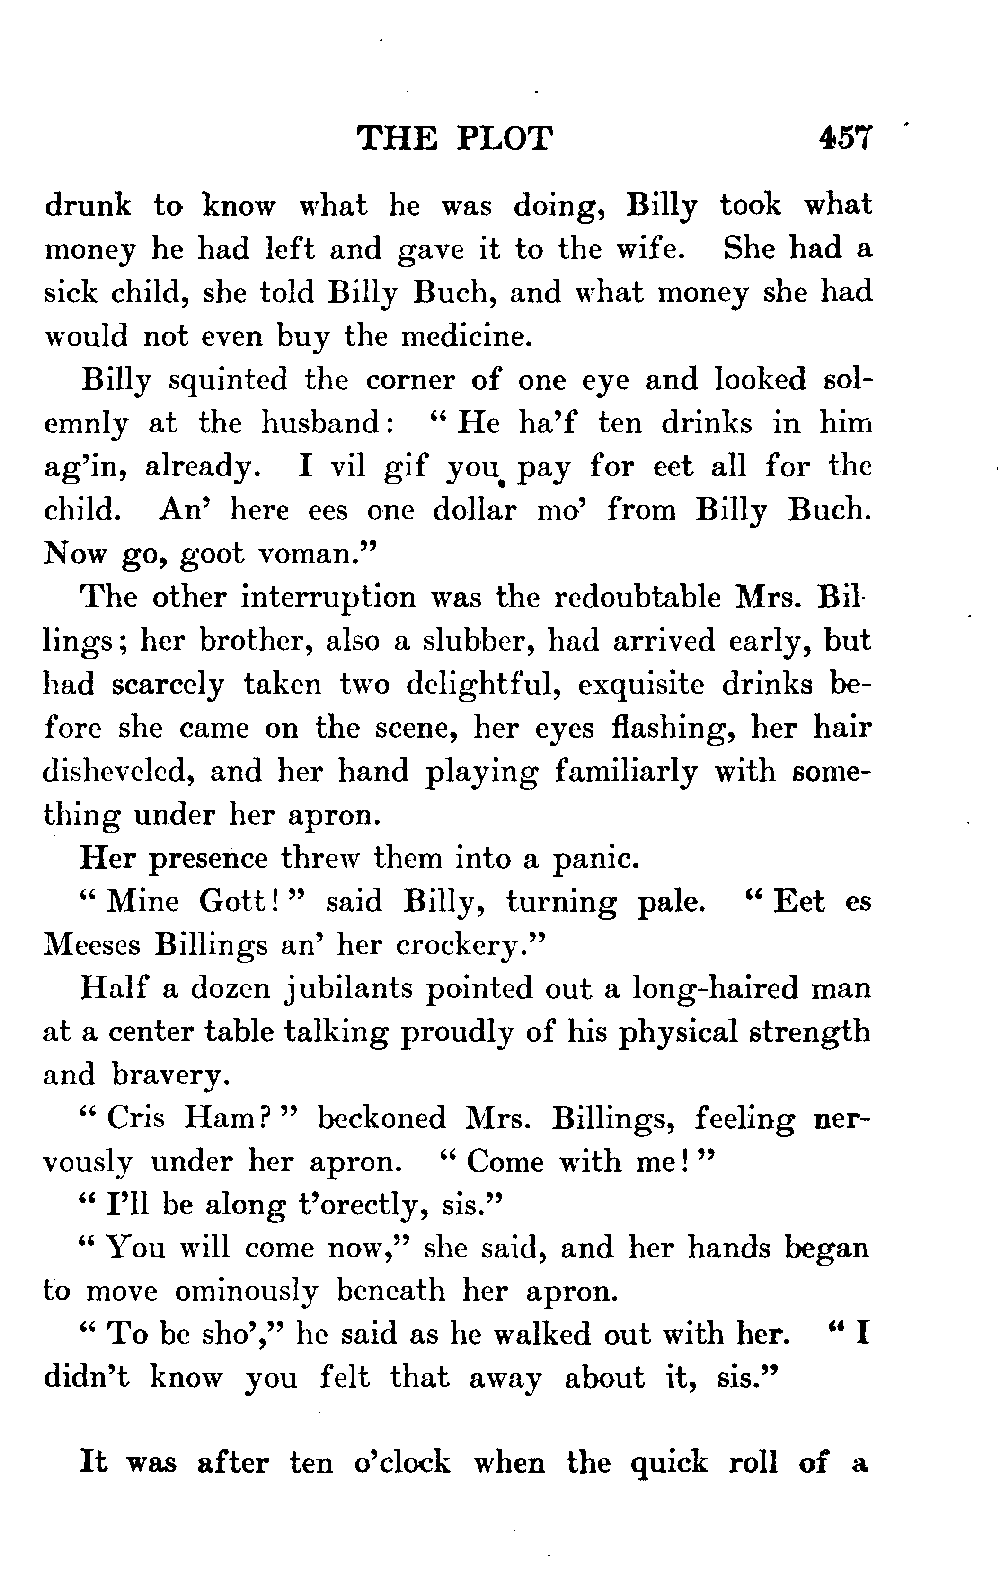 THE PLOT 457
drunk to know what he was doing, Billy took what
money he had left and gave it to the wife. She had a
sick child, she told Billy Buch, and what money she had
would not even buy the medicine.
Billy squinted the corner of one eye and looked sol-
emnly at the husband: “ He ha’f ten drinks in him
ag’in, already. I vil gif you, pay for eet all for the
child. An’ here ees one dollar mo’ from Billy Buch.
Now go, goot voman.”
The other interruption was the redoubtable Mrs. Bil-
lings; her brother, also a slubber, had arrived early, but
had scarcely taken two delightful, exquisite drinks be-
fore she came on the scene, her eyes flashing, her hair
disheveled, and her hand playing familiarly with some-
thing under her apron.
Her presence threw them into a panic.
“ Mine Gott! ” said Billy, turning pale. “ Eet es
Meeses Billings an’ her crockery.”
Half a dozen jubilants pointed out a long-haired man
at a center table talking proudly of his physical strength
and bravery.
“ Cris Ham? ” beckoned Mrs. Billings, feeling ner-
vously under her apron. “ Come with me! ”
“ I’ll be along t’orectly, sis.”
“ You will come now,” she said, and her hands began
to move ominously beneath her apron.
“ To be sho’,” he said as he walked out with her. “ I
didn’t know you felt that away about it, sis.”
It was after ten o’clock when the quick roll of a